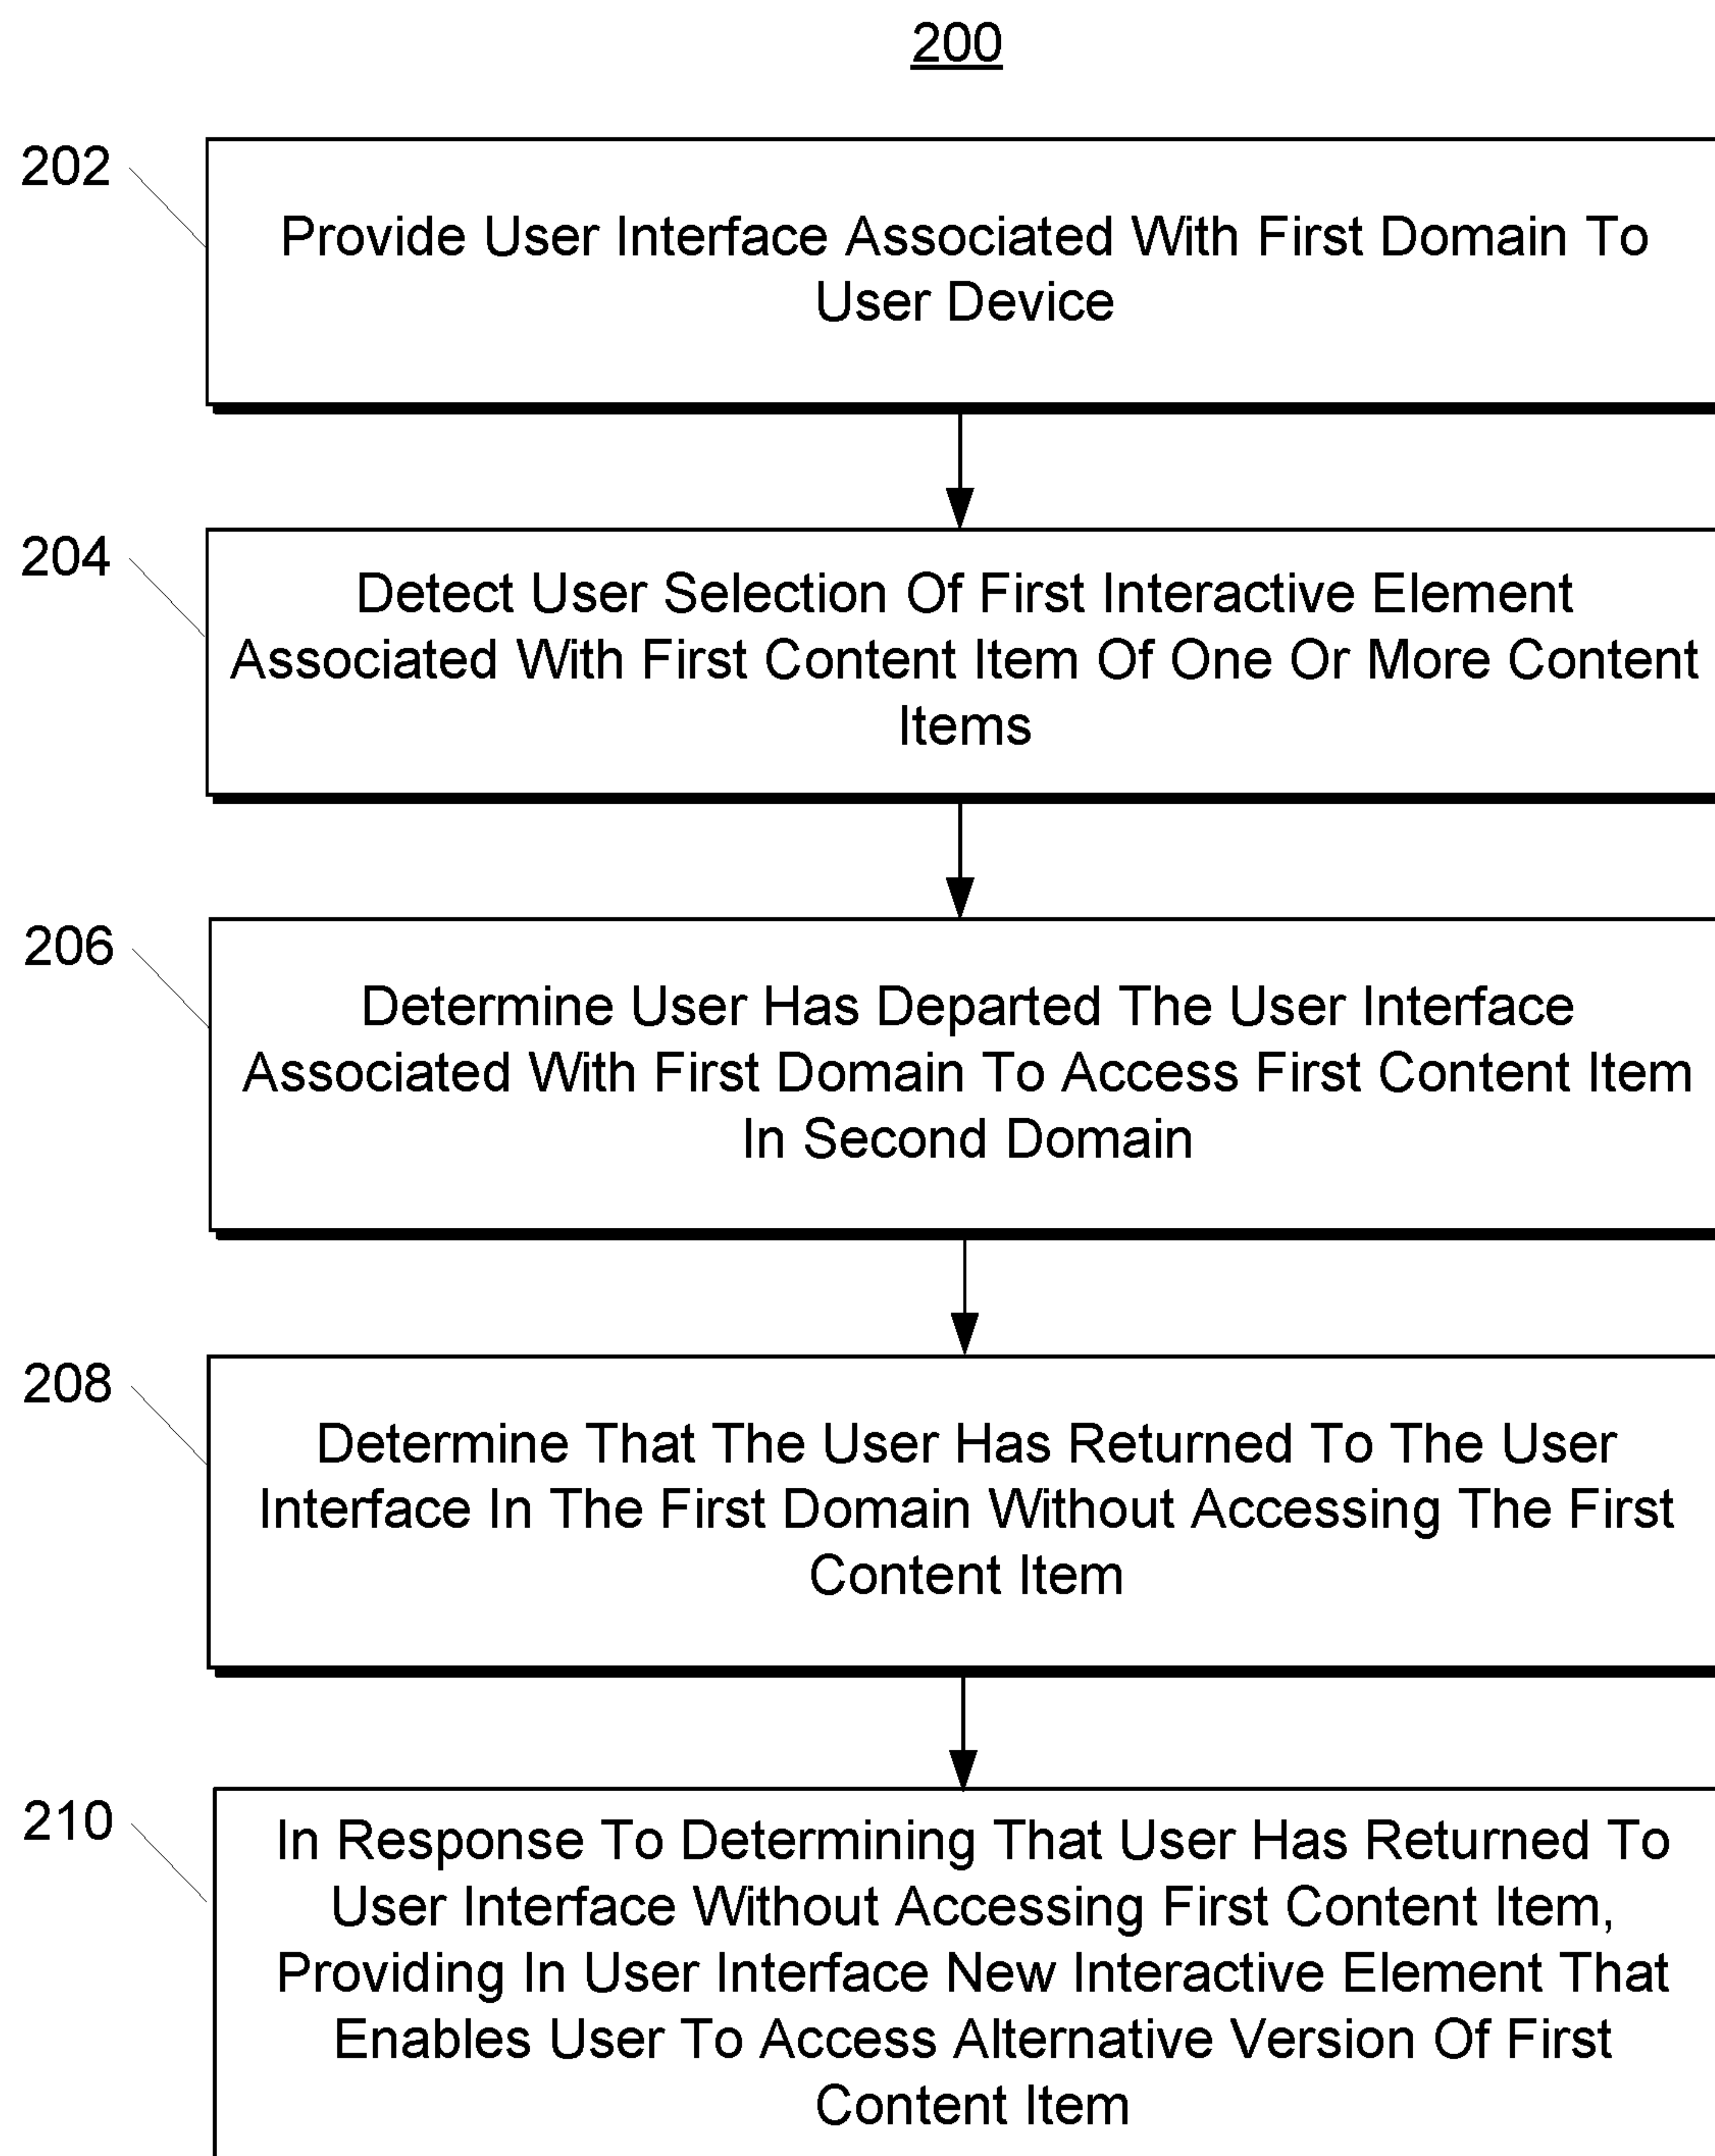 200
202
Provide User Interface Associated With First Domain To
User Device
204
Detect User Selection Of First Interactive Element
Associated With First Content Item Of One Or More Content
Items
206
Determine User Has Departed The User Interface
Associated With First Domain To Access First Content Item
In Second Domain
208
Determine That The User Has Returned To The User
Interface In The First Domain Without Accessing The First
Content Item
210
In Response To Determining That User Has Returned To
User Interface Without Accessing First Content Item,
Providing In User Interface New Interactive Element That
Enables User To Access Alternative Version Of First
Content Item